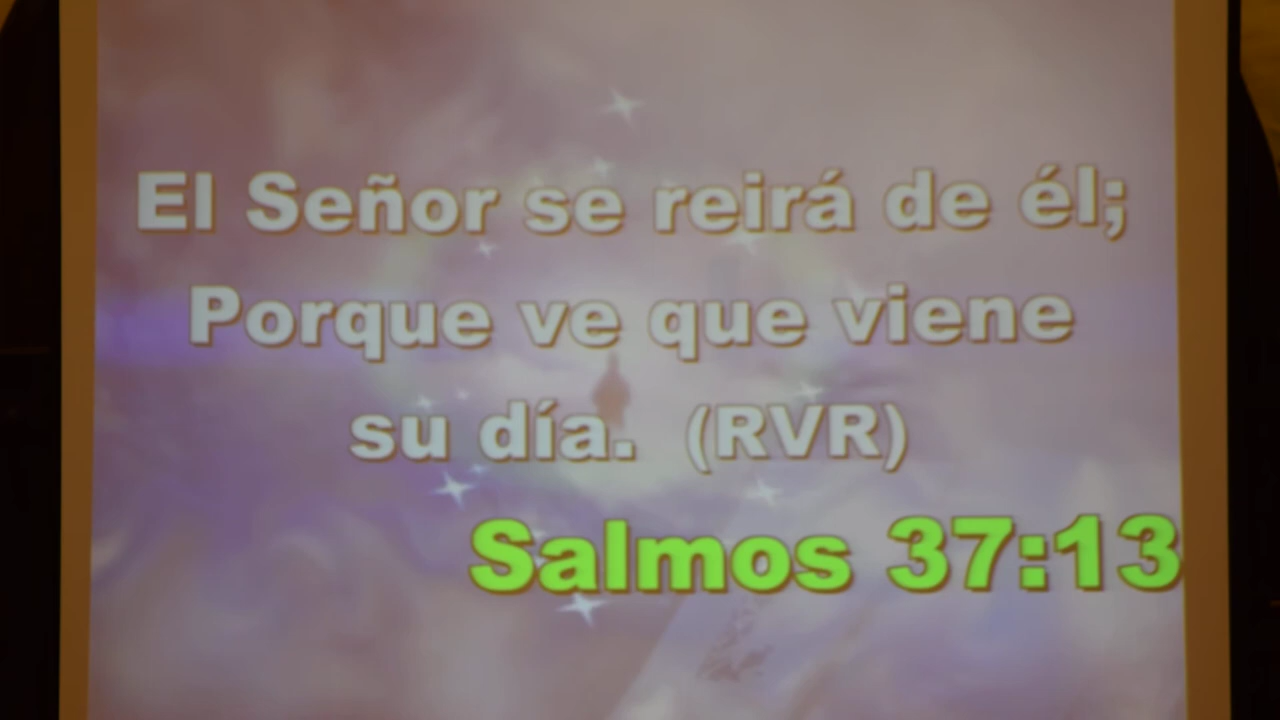 El Señor se reirá de él;
Porque ve que viene
su día. (RVR)
Salmos 37:13